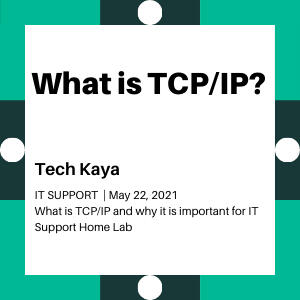 What is TCP/IP?
Tech Kaya
IT SUPPORT | May 22, 2021
What is TCP/IP and why it is important for IT
Support Home Lab